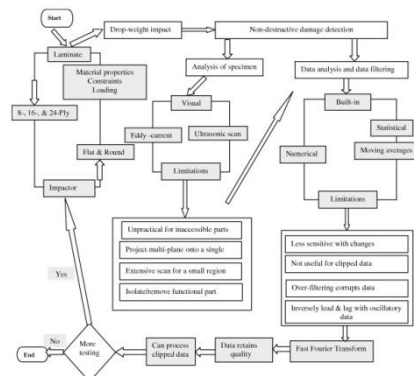 Start
Laminate
Drop-weight impact
Non-destructive damage detection
Material properties
Constraints
Loading
8-, 16-, & 24-Ply
Flat & Round
Impactor
Analysis of specimen
Visual
Eddy -current
Ultrasonic scan
Limitations
Unpractical for inaccessible parts
Project multi-plane onto a single
Extensive scan for a small region
Isolate/remove functional part
Data analysis and data filtering
Built-in
Statistical
Numerical
Moving averages
Limitations
Less sensitive with changes
Not useful for clipped data
Over-filtering corrupts data
Inversely lead & lag with oscillatory
data
Yes
No
End
More
testing
Can process
clipped data
Data retains
quality
Fast Fourier Transform